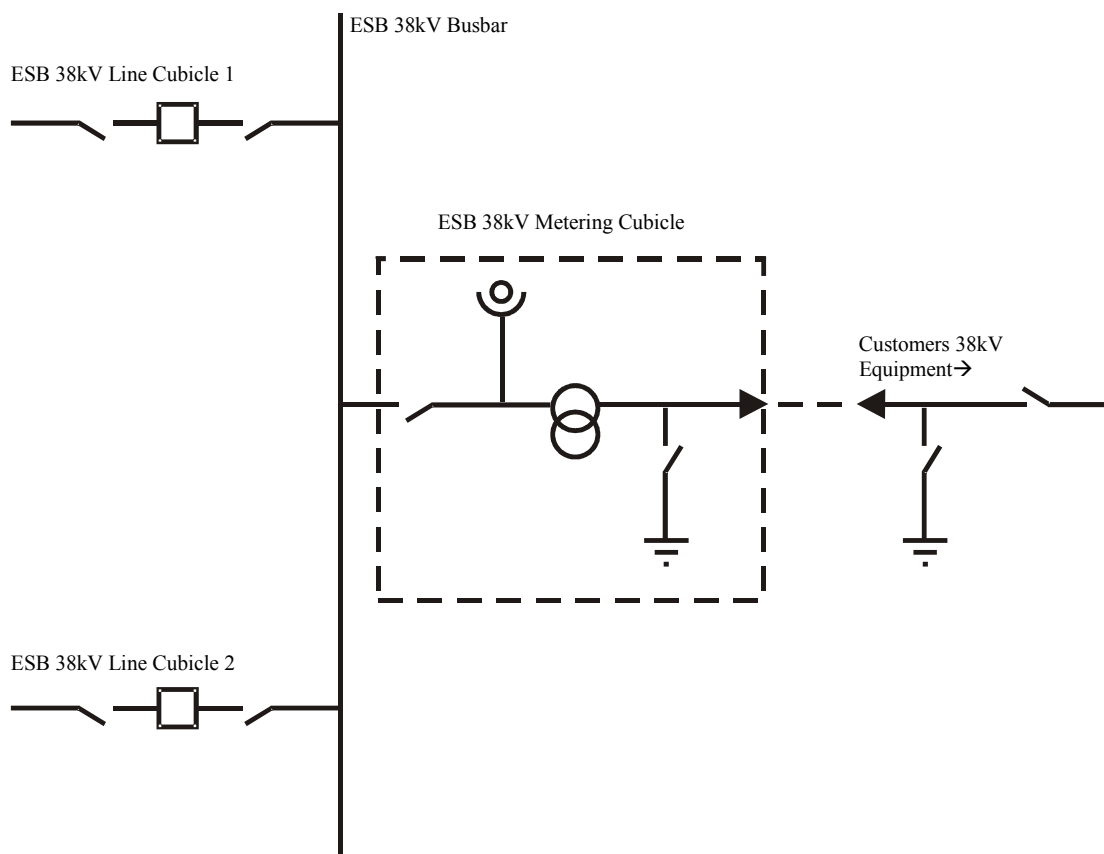 ESB 38kV Busbar
ESB 38kV Line Cubicle 1
ESB 38kV Metering Cubicle
Customers 38kV
Equipment→
ESB 38kV Line Cubicle 2